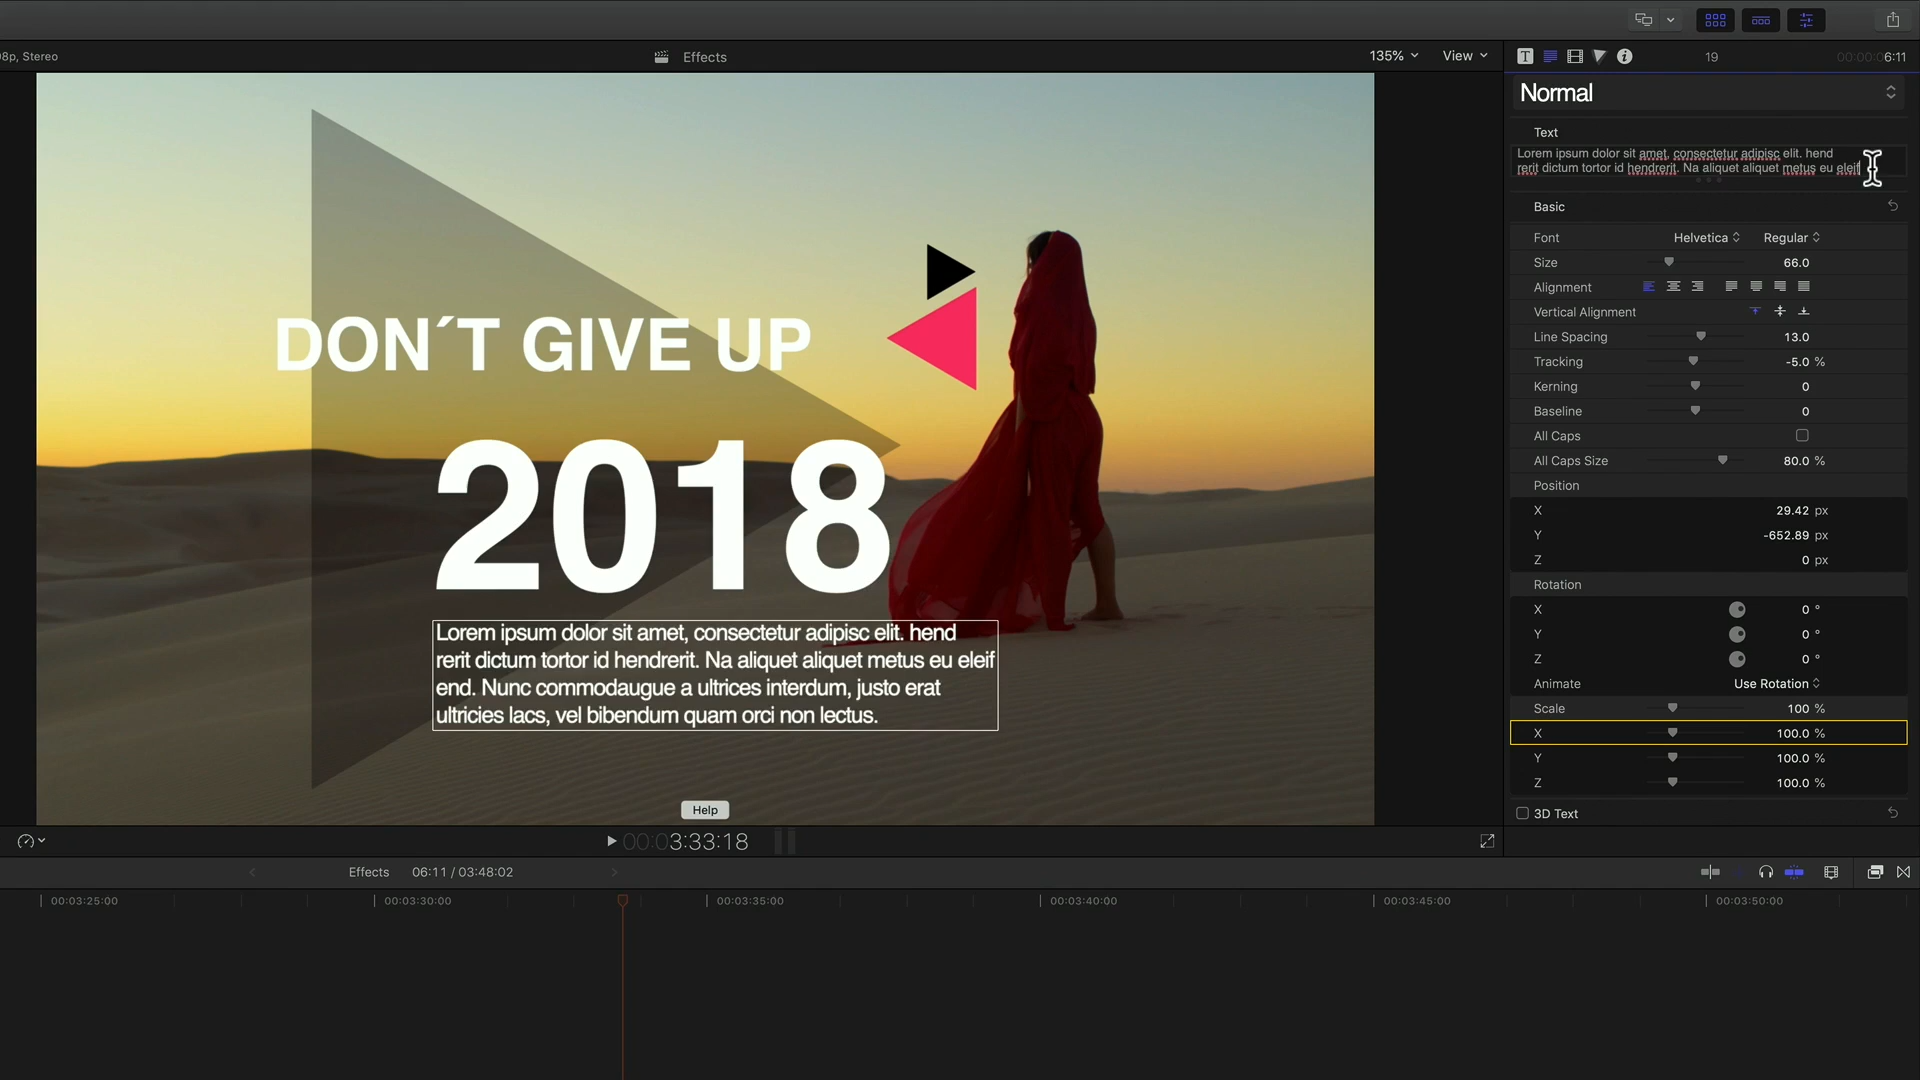 8p, Stereo
Effects
135%
View
T
19
00:00:06:11
Normal
Text
Lorem ipsum dolor sit amet, consectetur adipisc elit. hend
rerit dictum tortor id hendrerit. Na aliquet aliquet metus eu eleif
Basic
Font Helvetica Regular
Size 66.0
Alignment
Vertical Alignment
Line Spacing 13.0
Tracking -5.0 %
Kerning 0
Baseline 0
All Caps
All Caps Size 80.0 %
Position
X 29.42 px
Y -652.89 px
Z 0 px
Rotation
X 0 °
Y 0 °
Z 0 °
Animate Use Rotation
Scale 100 %
X 100.0 %
Y 100.0 %
Z 100.0 %
3D Text
DON´T GIVE UP
2018
Lorem ipsum dolor sit amet, consectetur adipisc elit. hend
rerit dictum tortor id hendrerit. Na aliquet aliquet metus eu eleif
end. Nunc commodaugue a ultrices interdum, justo erat
ultricies lacs, vel bibendum quam orci non lectus.
Help
00:03:33:18
Effects 06:11 / 03:48:02
00:03:25:00 00:03:30:00 00:03:35:00 00:03:40:00 00:03:45:00 00:03:50:00